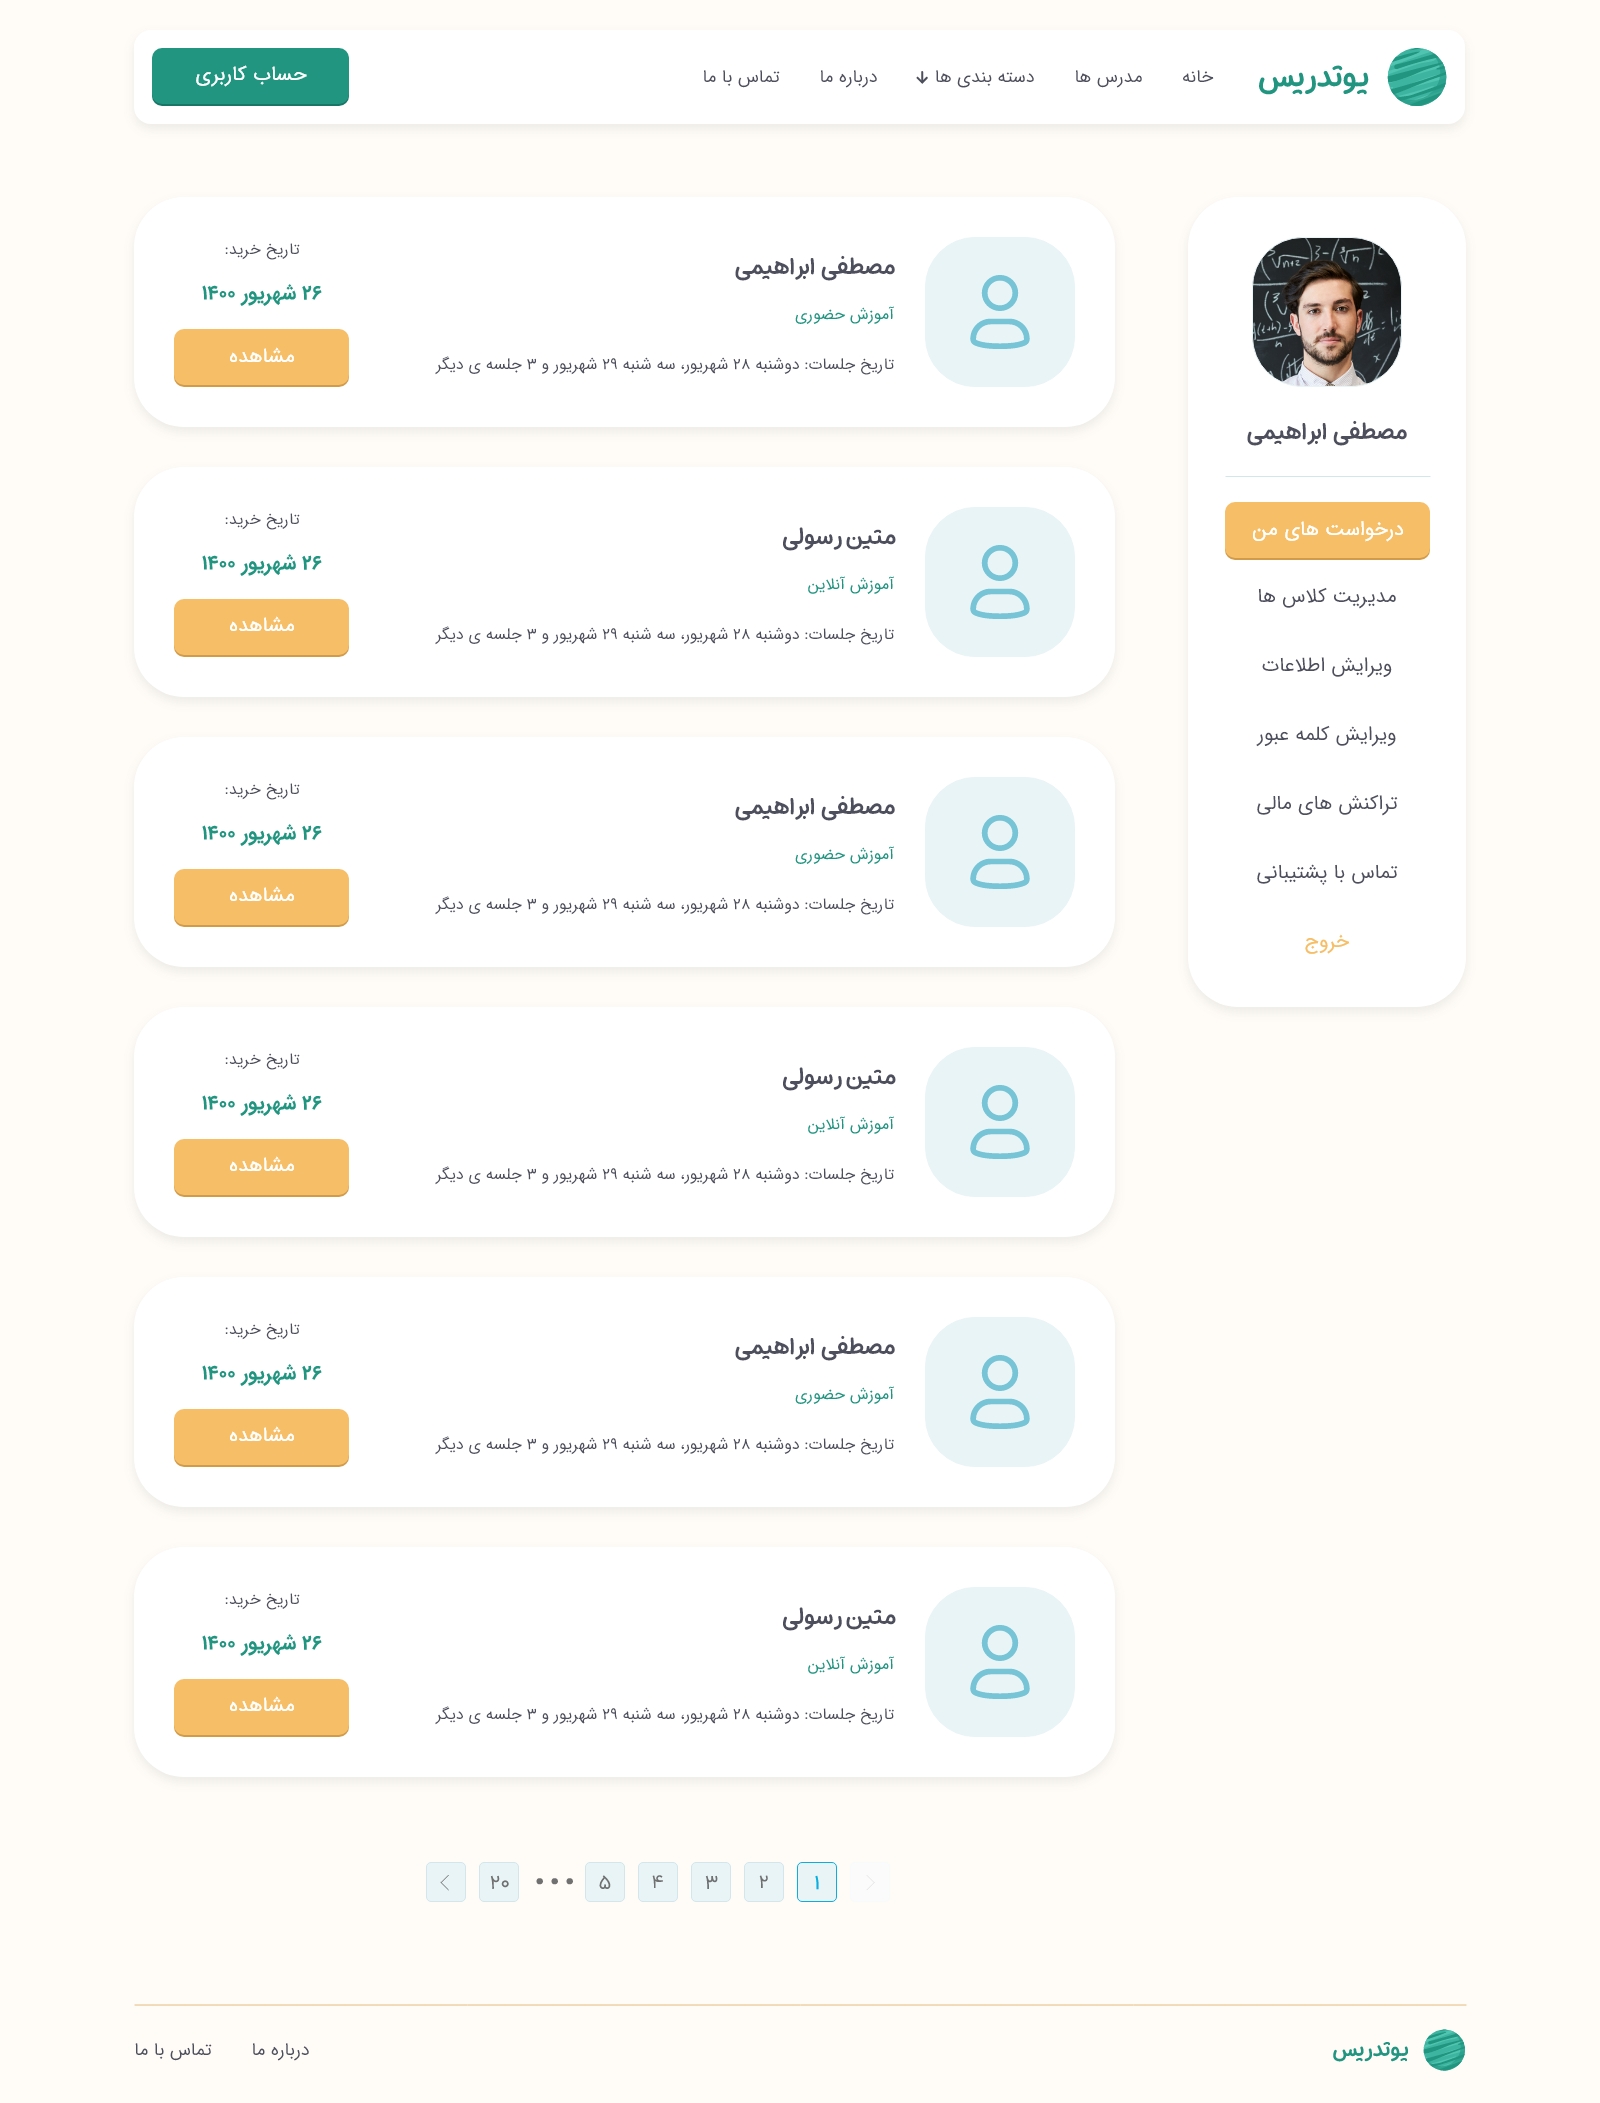 یوتدریس
خانه
مدرس ها
دسته بندی ها
درباره ما
تماس با ما
حساب کاربری
مصطفی ابراهیمی
درخواست های من
مدیریت کلاس ها
ویرایش اطلاعات
ویرایش کلمه عبور
تراکنش های مالی
تماس با پشتیبانی
خروج
مصطفی ابراهیمی
آموزش حضوری
تاریخ جلسات: دوشنبه ۲۸ شهریور، سه شنبه ۲۹ شهریور و ۳ جلسه ی دیگر
تاریخ خرید:
۲۶ شهریور ۱۴۰۰
مشاهده
متین رسولی
آموزش آنلاین
تاریخ جلسات: دوشنبه ۲۸ شهریور، سه شنبه ۲۹ شهریور و ۳ جلسه ی دیگر
تاریخ خرید:
۲۶ شهریور ۱۴۰۰
مشاهده
مصطفی ابراهیمی
آموزش حضوری
تاریخ جلسات: دوشنبه ۲۸ شهریور، سه شنبه ۲۹ شهریور و ۳ جلسه ی دیگر
تاریخ خرید:
۲۶ شهریور ۱۴۰۰
مشاهده
متین رسولی
آموزش آنلاین
تاریخ جلسات: دوشنبه ۲۸ شهریور، سه شنبه ۲۹ شهریور و ۳ جلسه ی دیگر
تاریخ خرید:
۲۶ شهریور ۱۴۰۰
مشاهده
مصطفی ابراهیمی
آموزش حضوری
تاریخ جلسات: دوشنبه ۲۸ شهریور، سه شنبه ۲۹ شهریور و ۳ جلسه ی دیگر
تاریخ خرید:
۲۶ شهریور ۱۴۰۰
مشاهده
متین رسولی
آموزش آنلاین
تاریخ جلسات: دوشنبه ۲۸ شهریور، سه شنبه ۲۹ شهریور و ۳ جلسه ی دیگر
تاریخ خرید:
۲۶ شهریور ۱۴۰۰
مشاهده
۱ ۲ ۳ ۴ ۵ ••• ۲۰
یوتدریس
درباره ما
تماس با ما